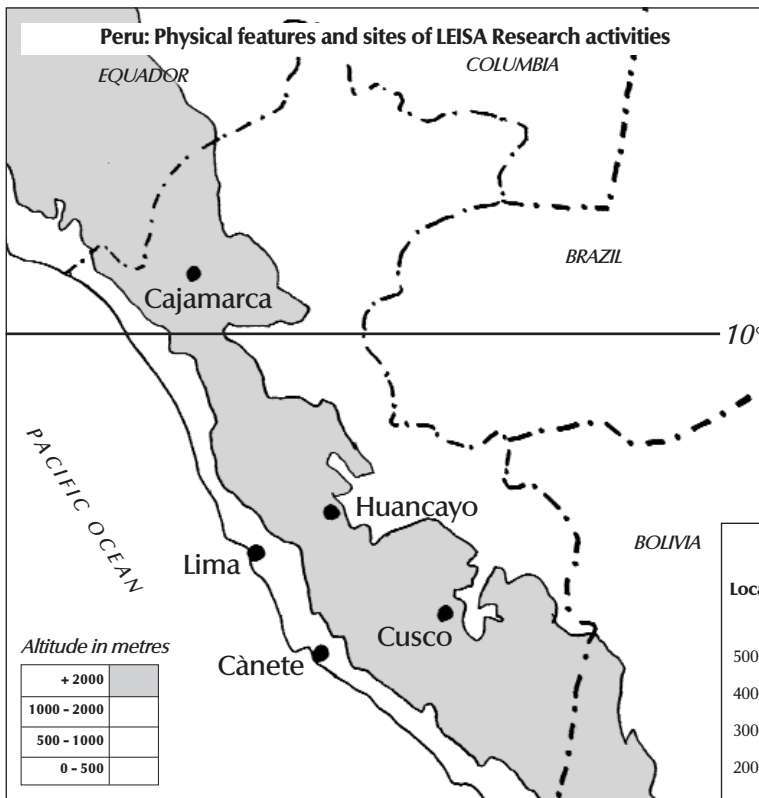 Peru: Physical features and sites of LEISA Research activities
EQUADOR
COLUMBIA
BRAZIL
Cajamarca
10°
PACIFIC OCEAN
Huancayo
Lima
BOLIVIA
Cusco
Cànete
Altitude in metres
+ 2000
1000 - 2000
500 - 1000
0 - 500
Loca
500
400
300
200